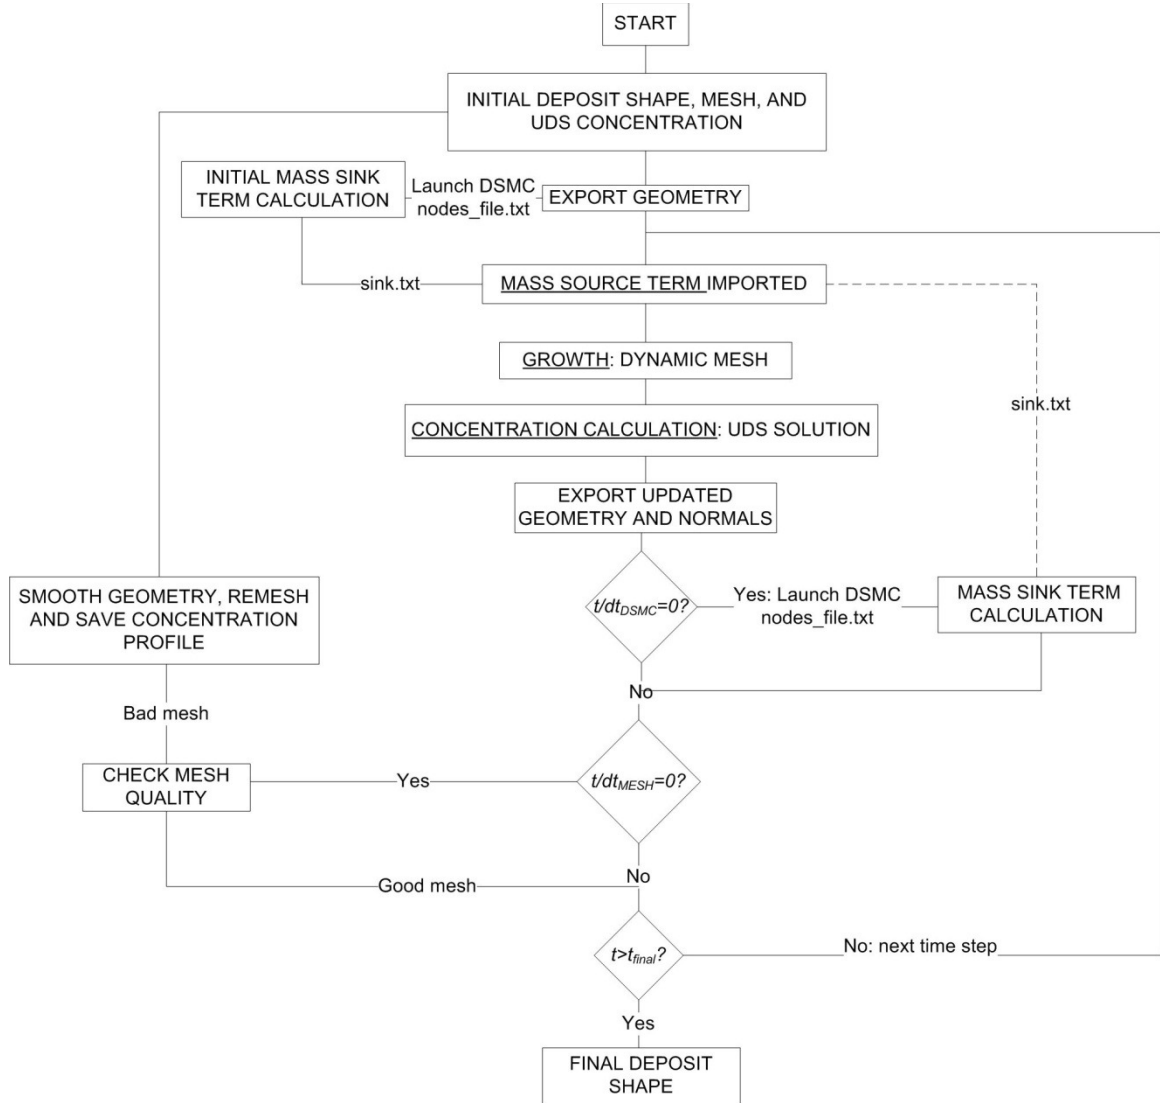 START
INITIAL DEPOSIT SHAPE, MESH, AND
UDS CONCENTRATION
INITIAL MASS SINK
TERM CALCULATION
Launch DSMC
nodes_file.txt
EXPORT GEOMETRY
sink.txt
MASS SOURCE TERM IMPORTED
GROWTH: DYNAMIC MESH
sink.txt
CONCENTRATION CALCULATION: UDS SOLUTION
EXPORT UPDATED
GEOMETRY AND NORMALS
SMOOTH GEOMETRY, REMESH
AND SAVE CONCENTRATION
PROFILE
t/dtDSMC=0?
Yes: Launch DSMC
nodes_file.txt
MASS SINK TERM
CALCULATION
No
Bad mesh
CHECK MESH
QUALITY
Yes
t/dtMESH=0?
No
Good mesh
t>tfinal?
No: next time step
Yes
FINAL DEPOSIT
SHAPE